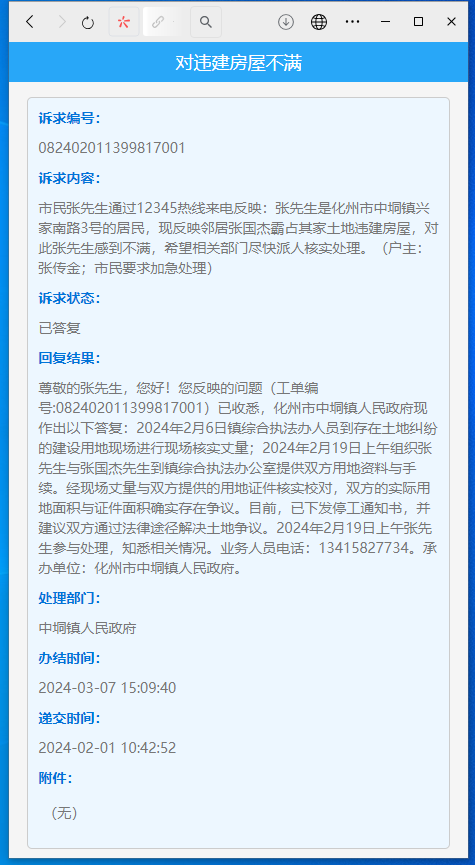 对违建房屋不满
诉求编号：
082402011399817001
诉求内容：
市民张先生通过12345热线来电反映：张先生是化州市中垌镇兴
家南路3号的居民，现反映邻居张国杰霸占其家土地违建房屋，对
此张先生感到不满，希望相关部门尽快派人核实处理。（户主：
张传金；市民要求加急处理）
诉求状态：
已答复
回复结果：
尊敬的张先生，您好！您反映的问题（工单编
号:082402011399817001）已收悉，化州市中垌镇人民政府现
作出以下答复：2024年2月6日镇综合执法办人员到存在土地纠纷
的建设用地现场进行现场核实丈量；2024年2月19日上午组织张
先生与张国杰先生到镇综合执法办公室提供双方用地资料与手
续。经现场丈量与双方提供的用地证件核实校对，双方的实际用
地面积与证件面积确实存在争议。目前，已下发停工通知书，并
建议双方通过法律途径解决土地争议。2024年2月19日上午张先
生参与处理，知悉相关情况。业务人员电话：13415827734。承
办单位：化州市中垌镇人民政府。
处理部门：
中垌镇人民政府
办结时间：
2024-03-07 15:09:40
递交时间：
2024-02-01 10:42:52
附件：
（无）